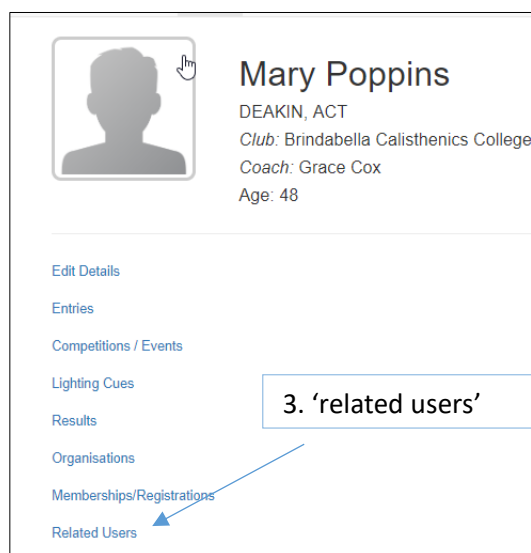 Mary Poppins
DEAKIN, ACT
Club: Brindabella Calisthenics College
Coach: Grace Cox
Age: 48
Edit Details
Entries
Competitions / Events
Lighting Cues
3. ‘related users’
Results
Organisations
Memberships/Registrations
Related Users